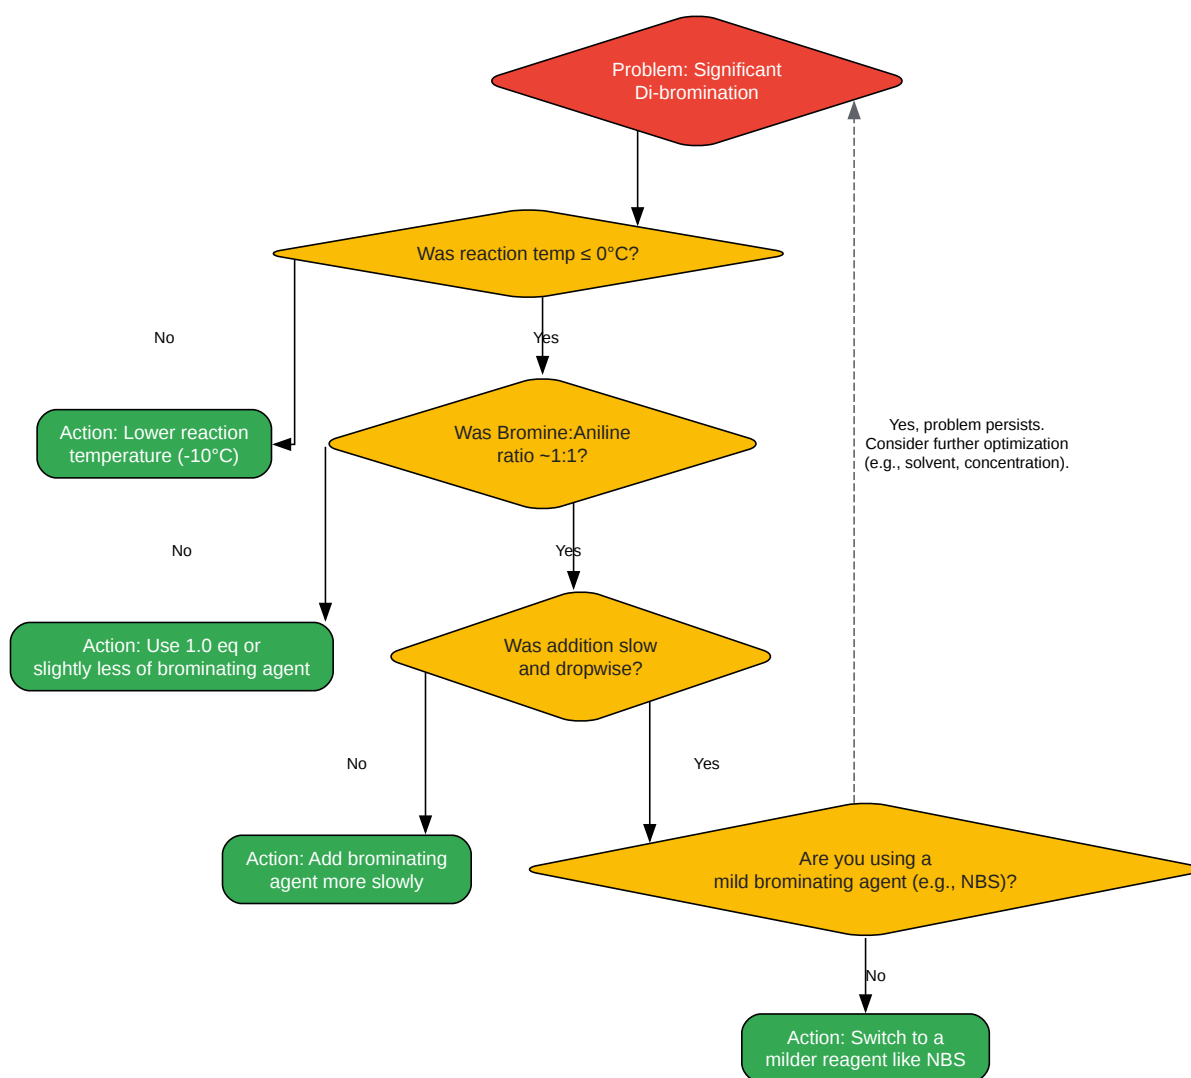 Problem: Significant
Di-bromination
Was reaction temp ≤ 0°C?
No
Yes
Action: Lower reaction
temperature (-10°C)
Was Bromine:Aniline
ratio ~1:1?
Yes, problem persists.
Consider further optimization
(e.g., solvent, concentration).
No
Yes
Action: Use 1.0 eq or
slightly less of brominating agent
Was addition slow
and dropwise?
No
Yes
Action: Add brominating
agent more slowly
Are you using a
mild brominating agent (e.g., NBS)?
No
Action: Switch to a
milder reagent like NBS